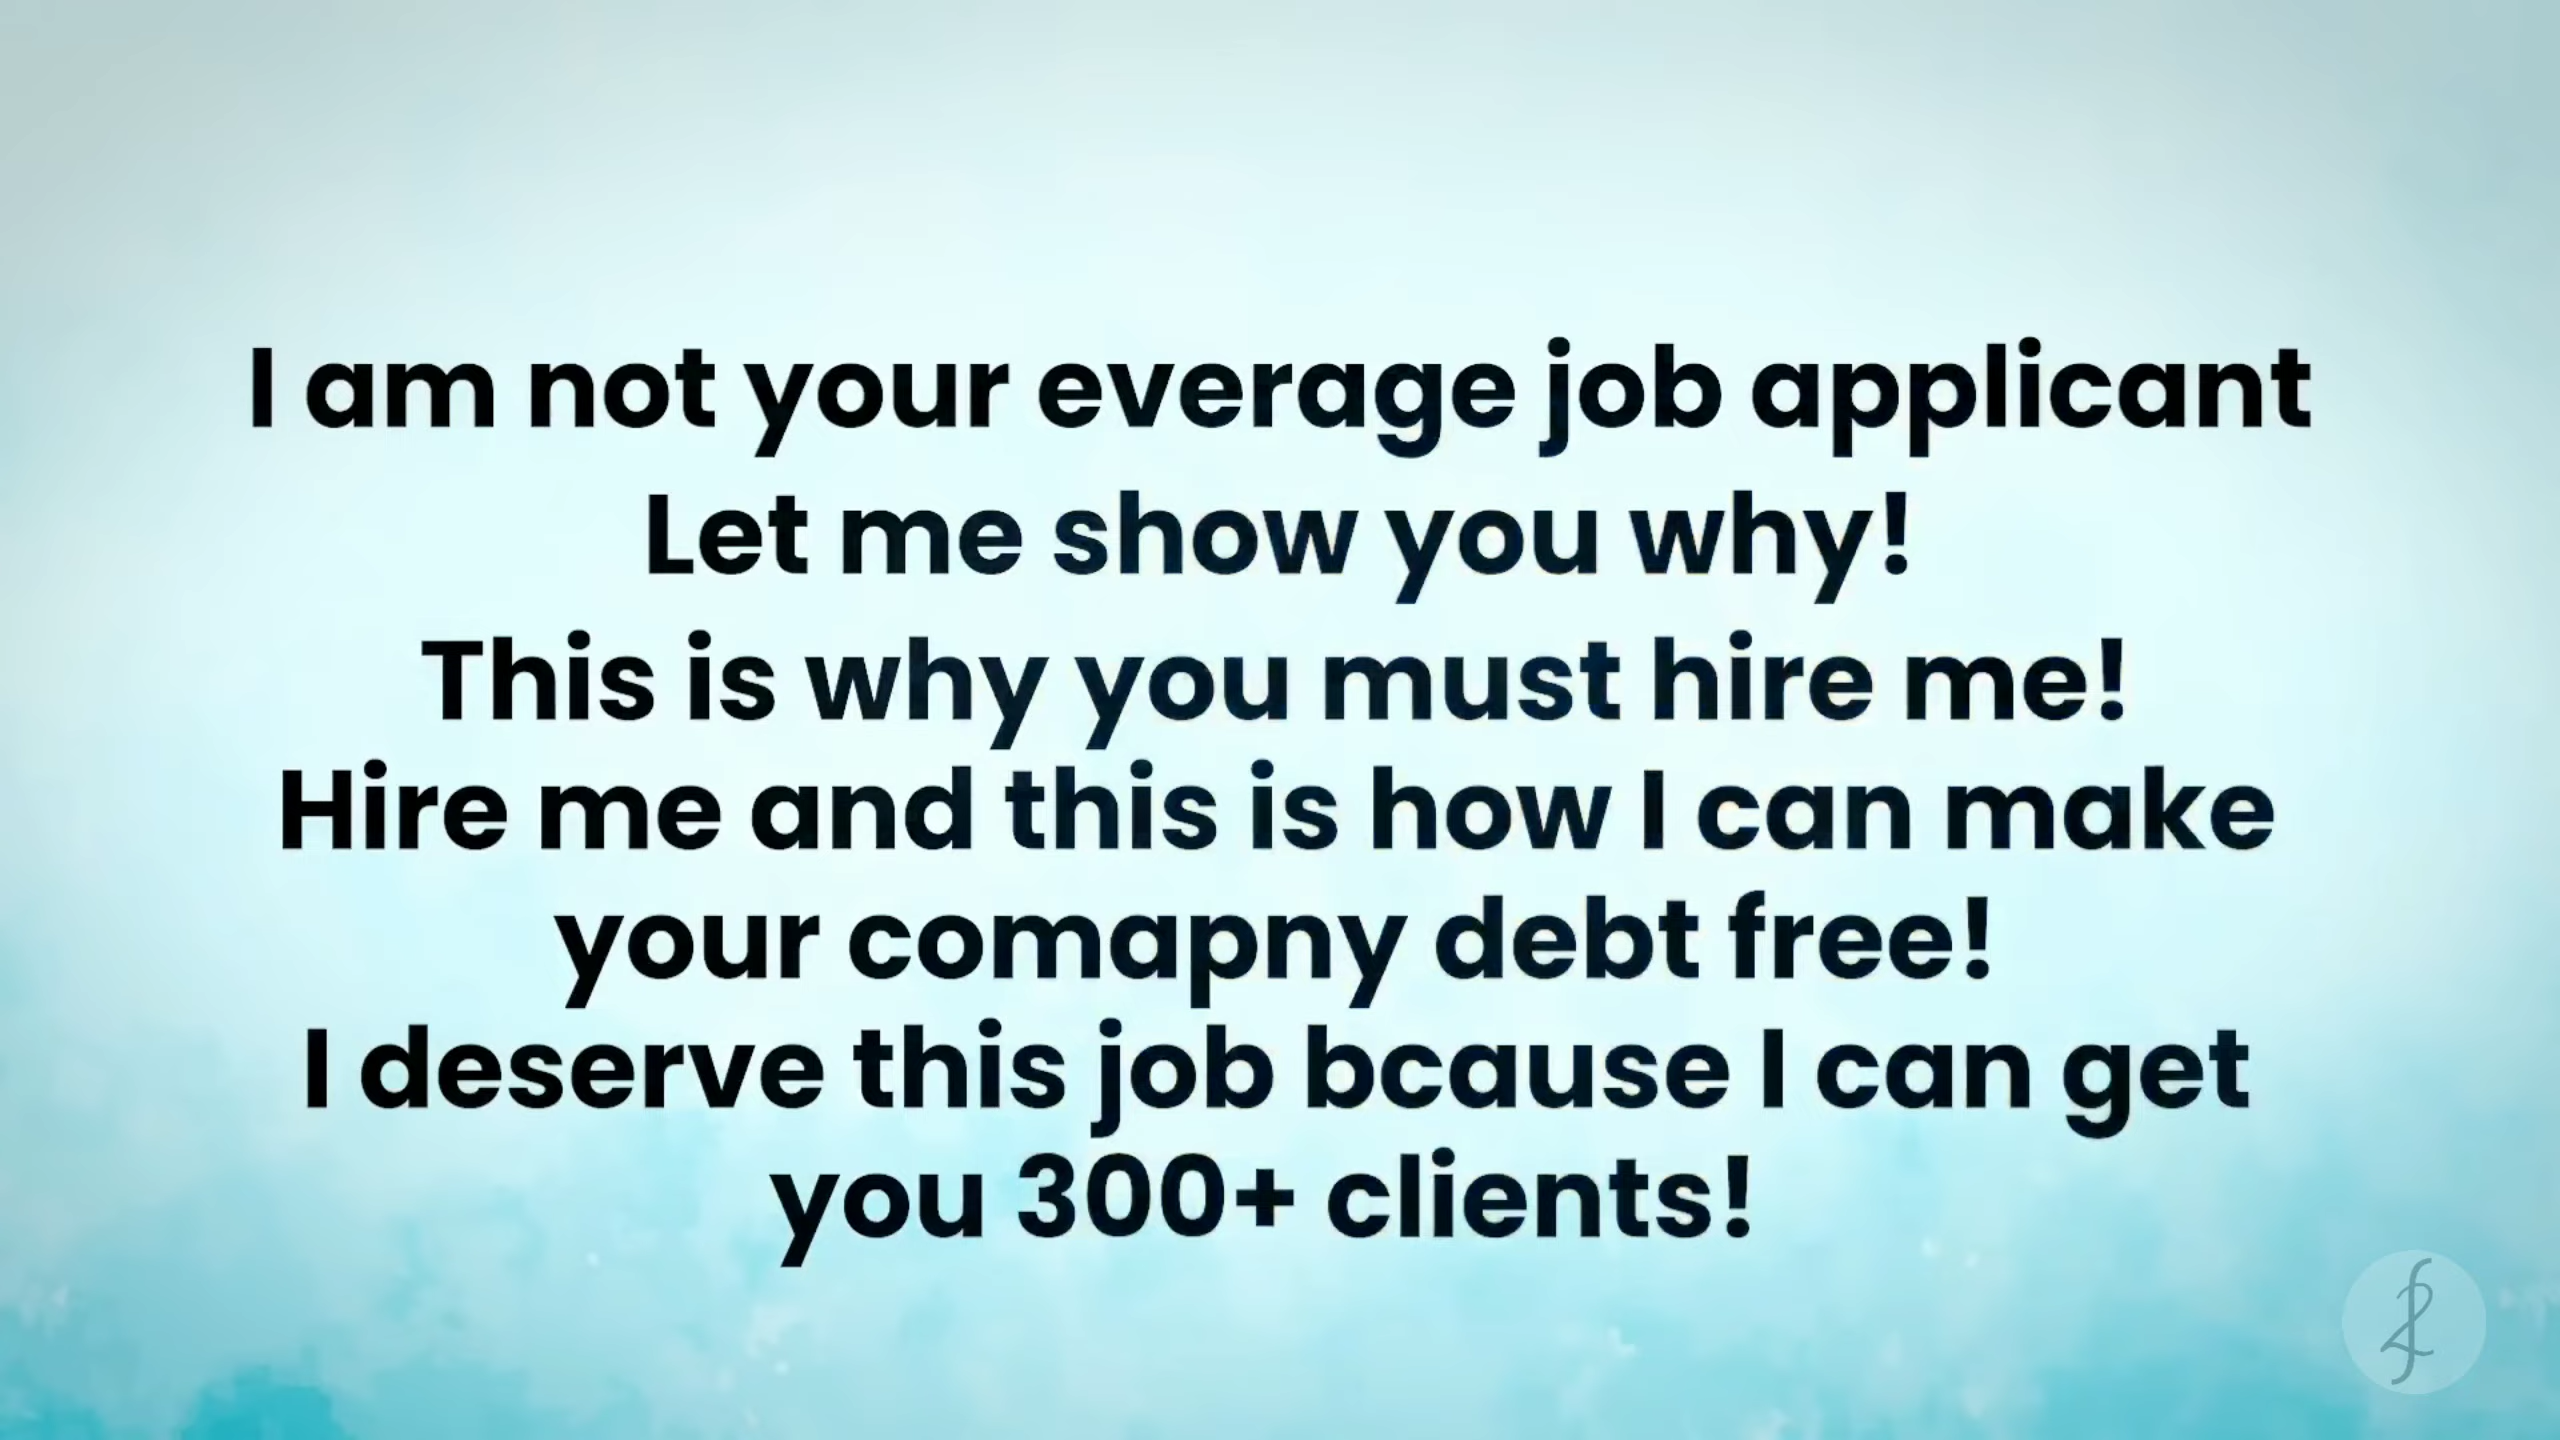 I am not your everage job applicant
Let me show you why!
This is why you must hire me!
Hire me and this is how I can make
your comapny debt free!
I deserve this job bcause I can get
you 300+ clients!